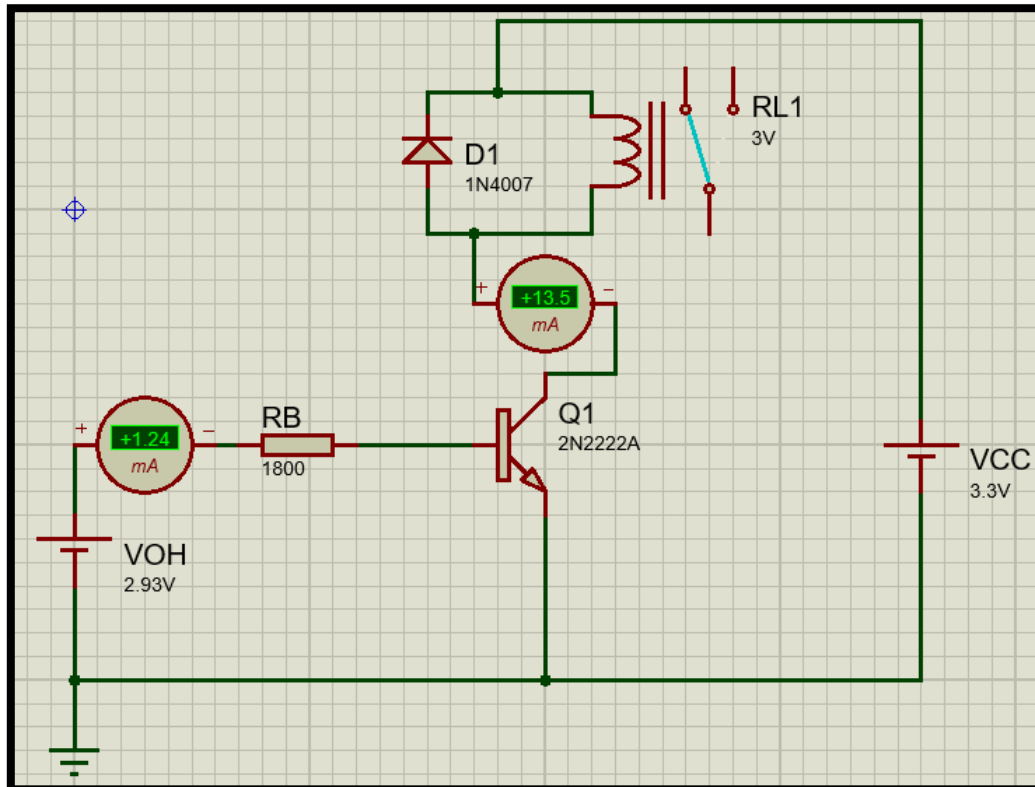 RL1
3V
D1
1N4007
+ −
+13.5
mA
Q1
2N2222A
RB
1800
+ −
+1.24
mA
VCC
3.3V
VOH
2.93V